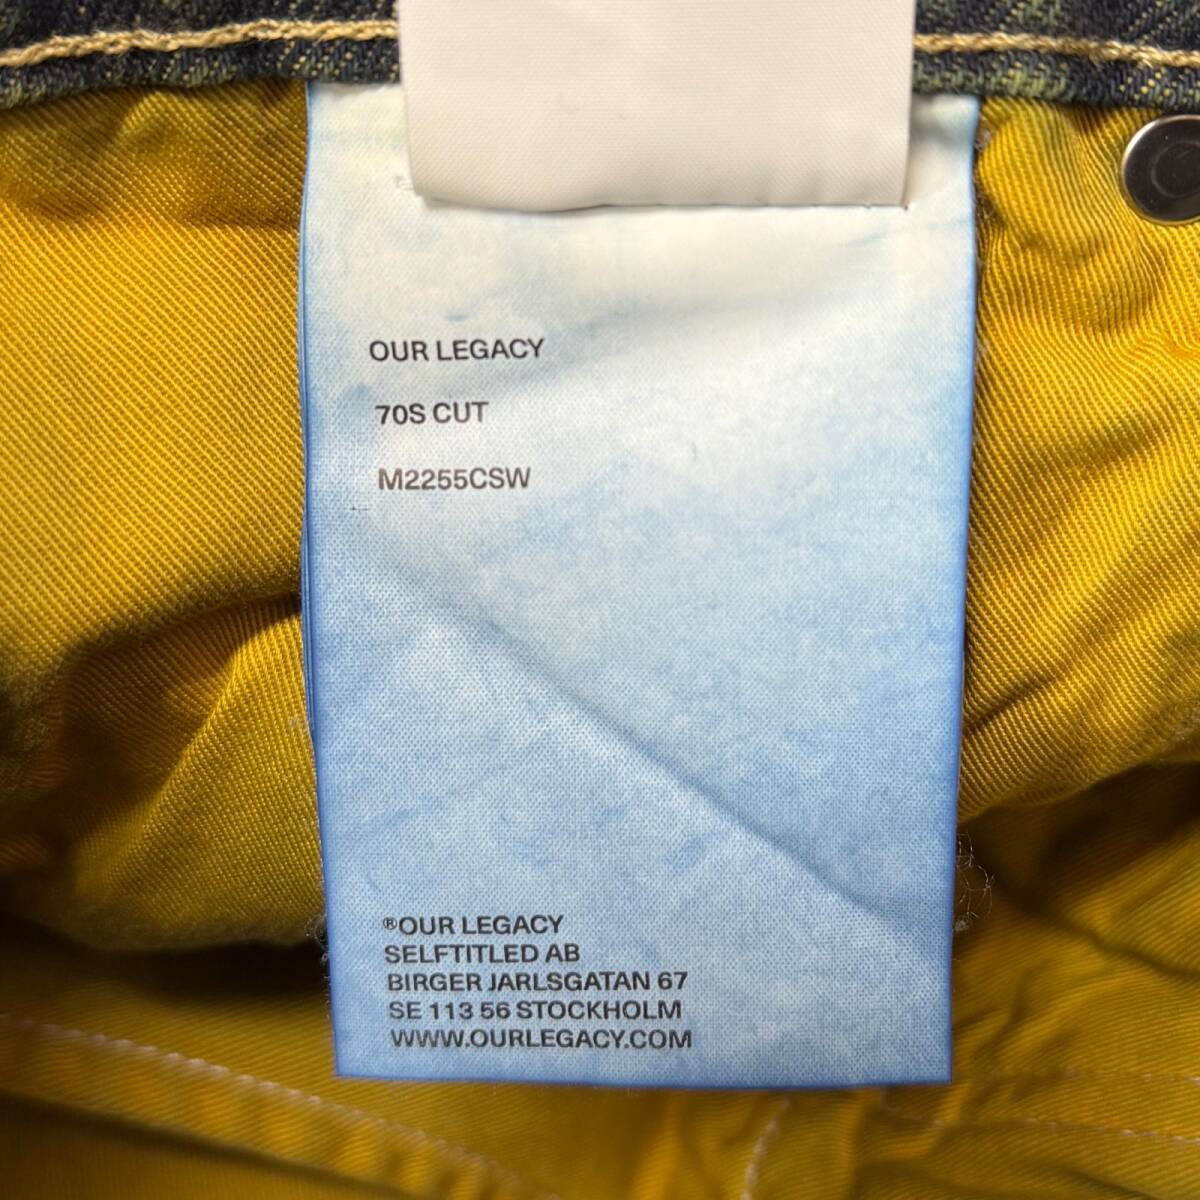 OUR LEGACY
70S CUT
M2255CSW
®OUR LEGACY
SELFTITLED AB
BIRGER JARLSGATAN 67
SE 113 56 STOCKHOLM
WWW.OURLEGACY.COM